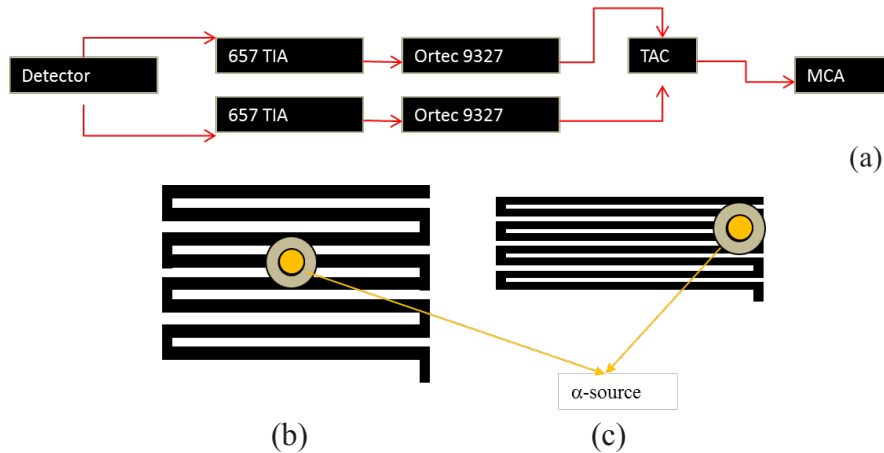 657 TIA
Ortec 9327
Detector
TAC
MCA
657 TIA
Ortec 9327
(a)
α-source
(b)
(c)